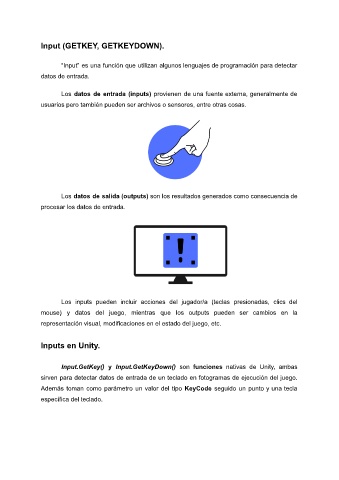 Input (GETKEY, GETKEYDOWN).
"Input" es una función que utilizan algunos lenguajes de programación para detectar
datos de entrada.
Los datos de entrada (inputs) provienen de una fuente externa, generalmente de
usuarios pero también pueden ser archivos o sensores, entre otras cosas.
Los datos de salida (outputs) son los resultados generados como consecuencia de
procesar los datos de entrada.
Los inputs pueden incluir acciones del jugador/a (teclas presionadas, clics del
mouse) y datos del juego, mientras que los outputs pueden ser cambios en la
representación visual, modificaciones en el estado del juego, etc.
Inputs en Unity.
Input.GetKey() y Input.GetKeyDown() son funciones nativas de Unity, ambas
sirven para detectar datos de entrada de un teclado en fotogramas de ejecución del juego.
Además toman como parámetro un valor del tipo KeyCode seguido un punto y una tecla
específica del teclado.